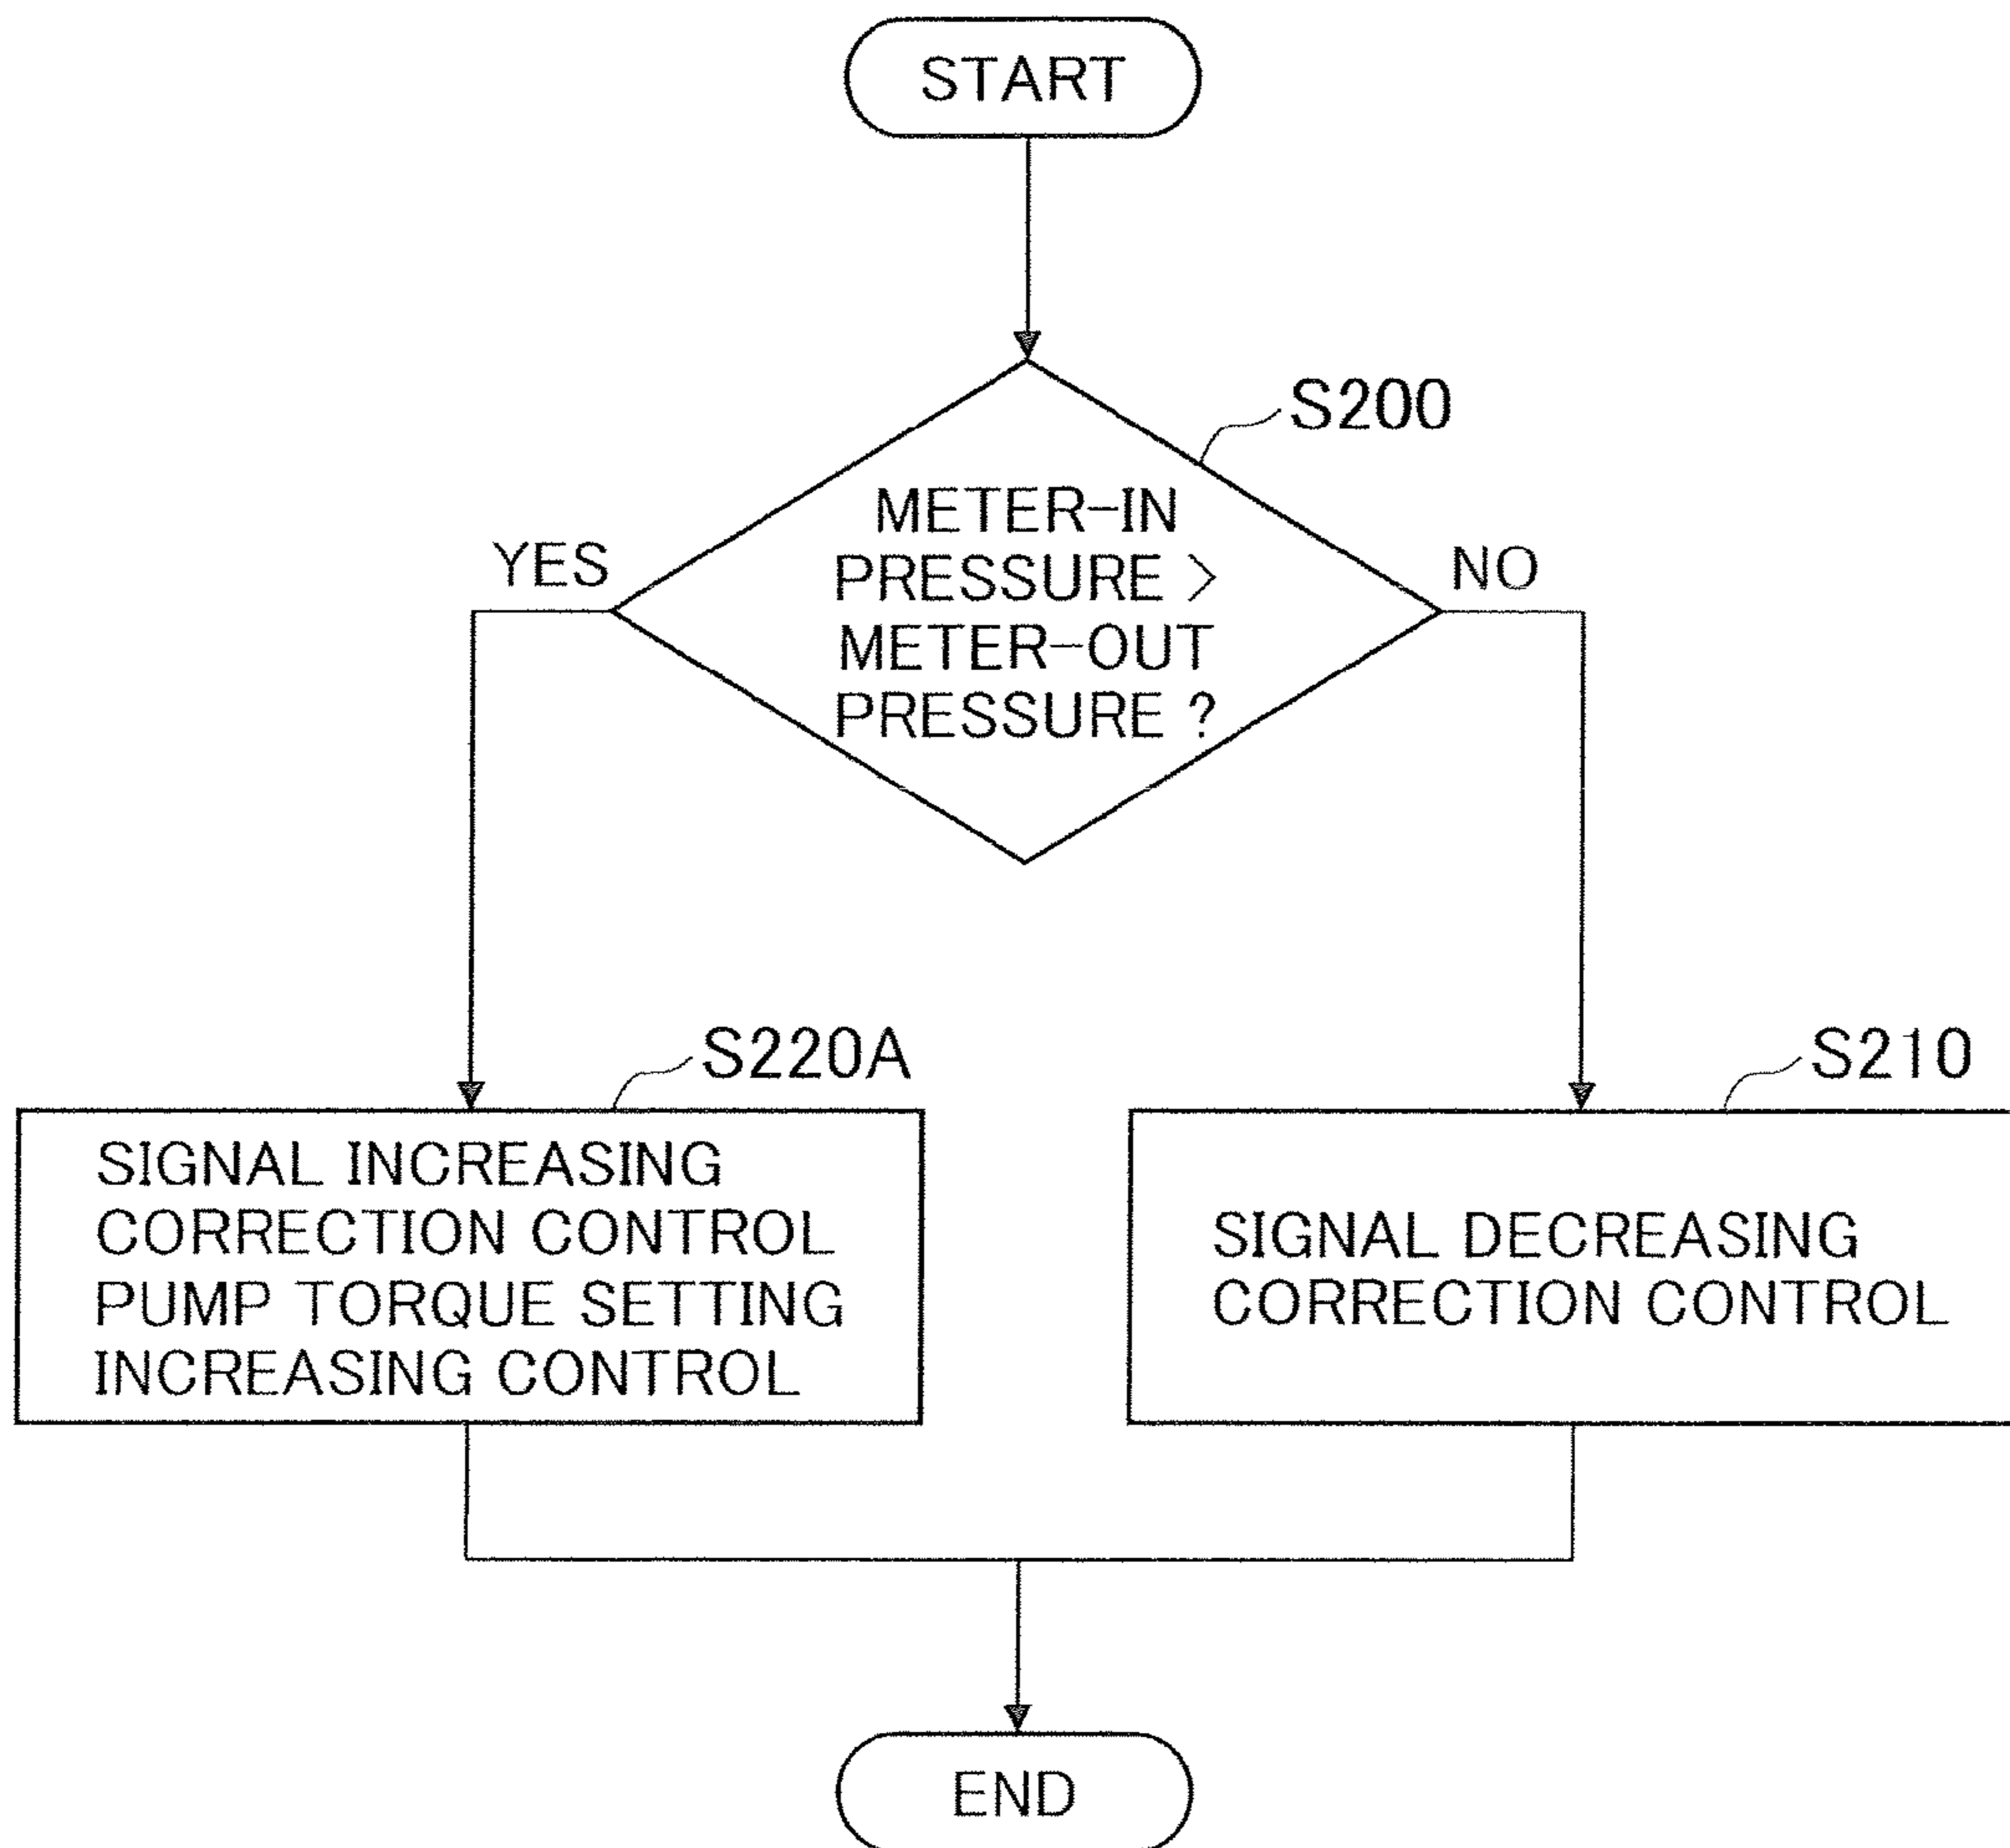 START
S200
METER-IN
PRESSURE >
METER-OUT
PRESSURE ?
YES
NO
S220A
SIGNAL INCREASING
CORRECTION CONTROL
PUMP TORQUE SETTING
INCREASING CONTROL
S210
SIGNAL DECREASING
CORRECTION CONTROL
END